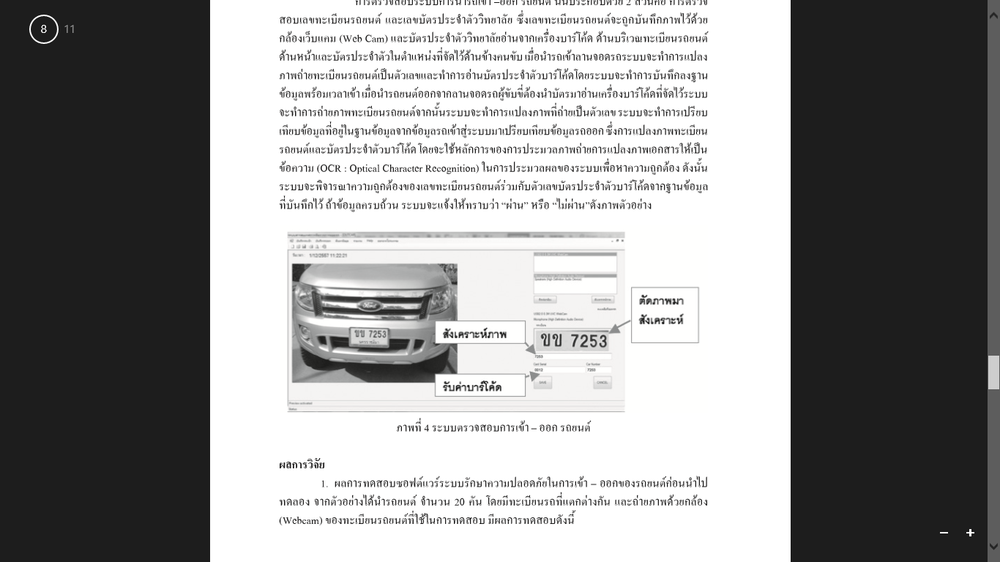 8 11
การตรวจสอบระบบการนำรถเข้า –ออก รถยนต์ นั้นประกอบด้วย 2 ส่วนคือ การตรวจ
สอบเลขทะเบียนรถยนต์ และเลขบัตรประจำตัววิทยาลัย ซึ่งเลขทะเบียนรถยนต์จะถูกบันทึกภาพไว้ด้วย
กล้องเว็บแคม (Web Cam) และบัตรประจำตัววิทยาลัยอ่านจากเครื่องบาร์โค้ด ด้านบริเวณทะเบียนรถยนต์
ด้านหน้าและบัตรประจำตัวในตำแหน่งที่จัดไว้ด้านข้างคนขับ เมื่อนำรถเข้าลานจอดรถระบบจะทำการแปลง
ภาพถ่ายทะเบียนรถยนต์เป็นตัวเลขและทำการอ่านบัตรประจำตัวบาร์โค้ดโดยระบบจะทำการบันทึกลงฐาน
ข้อมูลพร้อมเวลาเข้า เมื่อนำรถยนต์ออกจากลานจอดรถผู้ขับขี่ต้องนำบัตรมาอ่านเครื่องบาร์โค้ดที่จัดไว้ระบบ
จะทำการถ่ายภาพทะเบียนรถยนต์จากนั้นระบบจะทำการแปลงภาพที่ถ่ายเป็นตัวเลข ระบบจะทำการเปรียบ
เทียบข้อมูลที่อยู่ในฐานข้อมูลจากข้อมูลรถเข้าสู่ระบบมาเปรียบเทียบข้อมูลรถออก ซึ่งการแปลงภาพทะเบียน
รถยนต์และบัตรประจำตัวบาร์โค้ด โดยจะใช้หลักการของการประมวลภาพถ่ายการแปลงภาพเอกสารให้เป็น
ข้อความ (OCR : Optical Character Recognition) ในการประมวลผลของระบบเพื่อหาความถูกต้อง ดังนั้น
ระบบจะพิจารณาความถูกต้องของเลขทะเบียนรถยนต์ร่วมกับตัวเลขบัตรประจำตัวบาร์โค้ดจากฐานข้อมูล
ที่บันทึกไว้ ถ้าข้อมูลครบถ้วน ระบบจะแจ้งให้ทราบว่า “ผ่าน” หรือ “ไม่ผ่าน”ดังภาพตัวอย่าง
1/12/2557 11:22:21
Ford
ขข 7253
Speakers (High Definition Audio Device)
USB2.0 0.3M UVC WebCam
Microphone (High Definition Audio Device)
ทะเบียน
ขข 7253
7253
Card Serial Car Number
0012 7253
SAVE CANCEL
สังเคราะห์ภาพ
รับค่าบาร์โค้ด
ตัดภาพมา
สังเคราะห์
Status
ภาพที่ 4 ระบบตรวจสอบการเข้า – ออก รถยนต์
ผลการวิจัย
1. ผลการทดสอบซอฟต์แวร์ระบบรักษาความปลอดภัยในการเข้า – ออกของรถยนต์ก่อนนำไป
ทดลอง จากตัวอย่างได้นำรถยนต์ จำนวน 20 คัน โดยมีทะเบียนรถที่แตกต่างกัน และถ่ายภาพด้วยกล้อง
(Webcam) ของทะเบียนรถยนต์ที่ใช้ในการทดสอบ มีผลการทดสอบดังนี้